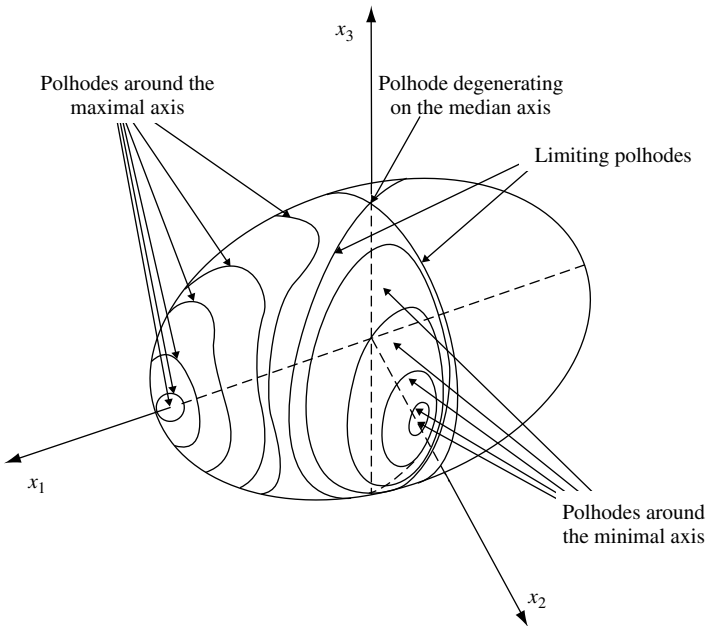 x3
Polhodes around the
maximal axis
Polhode degenerating
on the median axis
Limiting polhodes
x1
Polhodes around
the minimal axis
x2